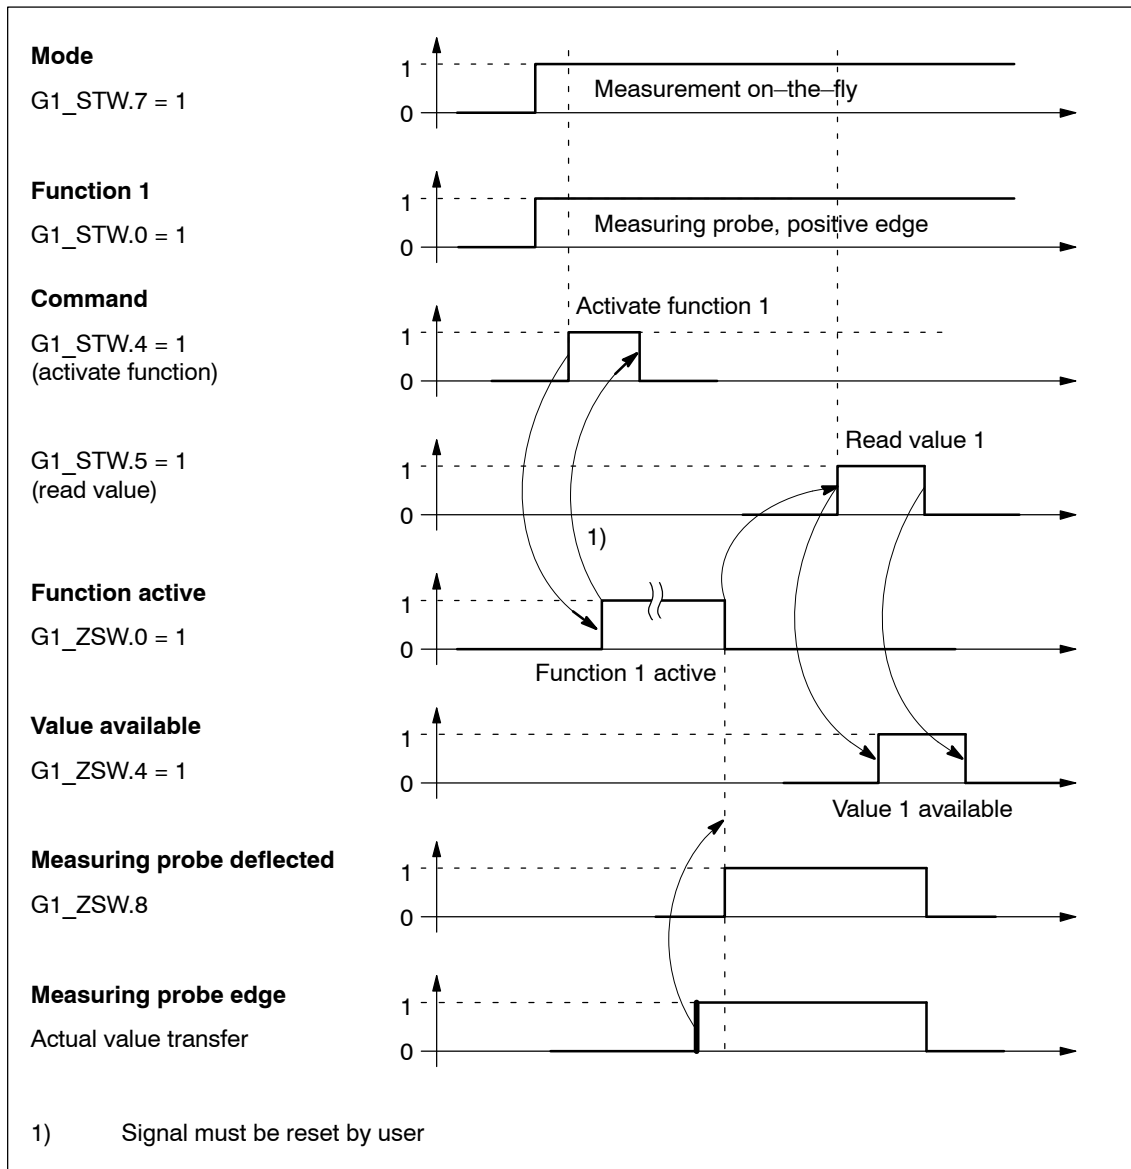 Mode
G1_STW.7 = 1
1
0
Measurement on–the–fly
Function 1
G1_STW.0 = 1
1
0
Measuring probe, positive edge
Command
G1_STW.4 = 1
(activate function)
Activate function 1
1
0
G1_STW.5 = 1
(read value)
Read value 1
1
0
1)
Function active
G1_ZSW.0 = 1
1
0
Function 1 active
Value available
G1_ZSW.4 = 1
1
0
Value 1 available
Measuring probe deflected
G1_ZSW.8
1
0
Measuring probe edge
Actual value transfer
1
0
1) Signal must be reset by user